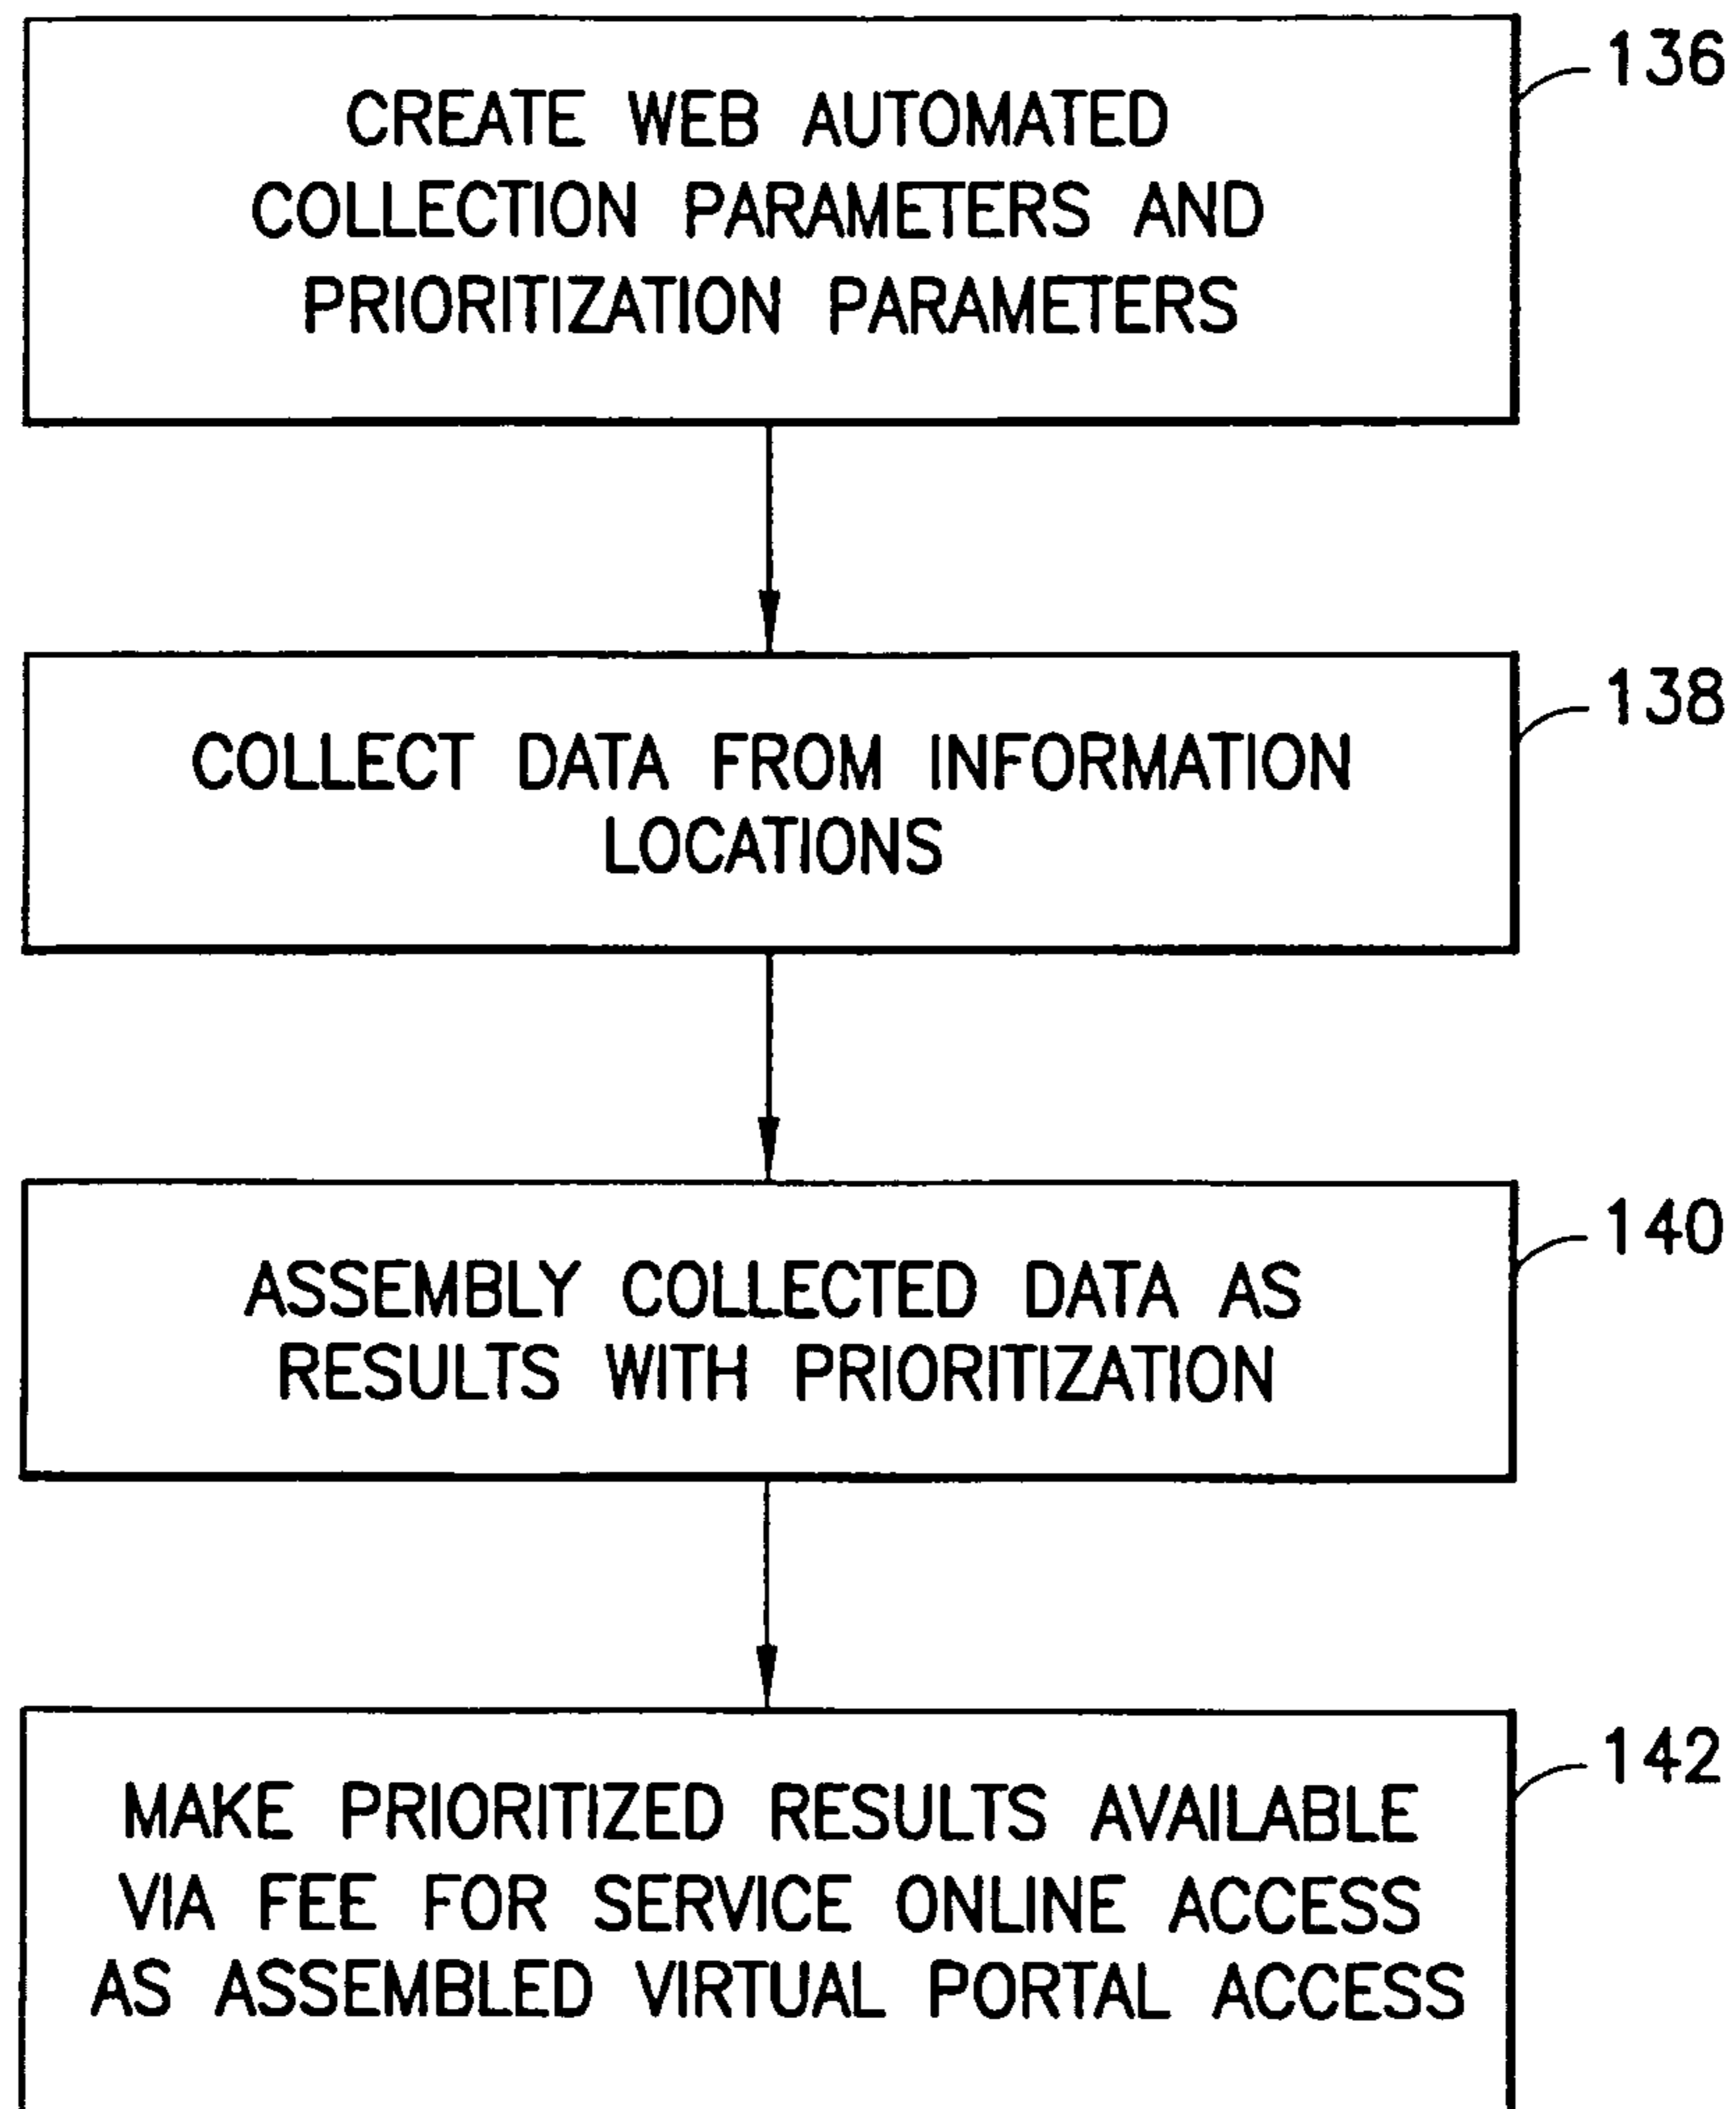 CREATE WEB AUTOMATED
COLLECTION PARAMETERS AND
PRIORITIZATION PARAMETERS
136
COLLECT DATA FROM INFORMATION
LOCATIONS
138
ASSEMBLY COLLECTED DATA AS
RESULTS WITH PRIORITIZATION
140
MAKE PRIORITIZED RESULTS AVAILABLE
VIA FEE FOR SERVICE ONLINE ACCESS
AS ASSEMBLED VIRTUAL PORTAL ACCESS
142